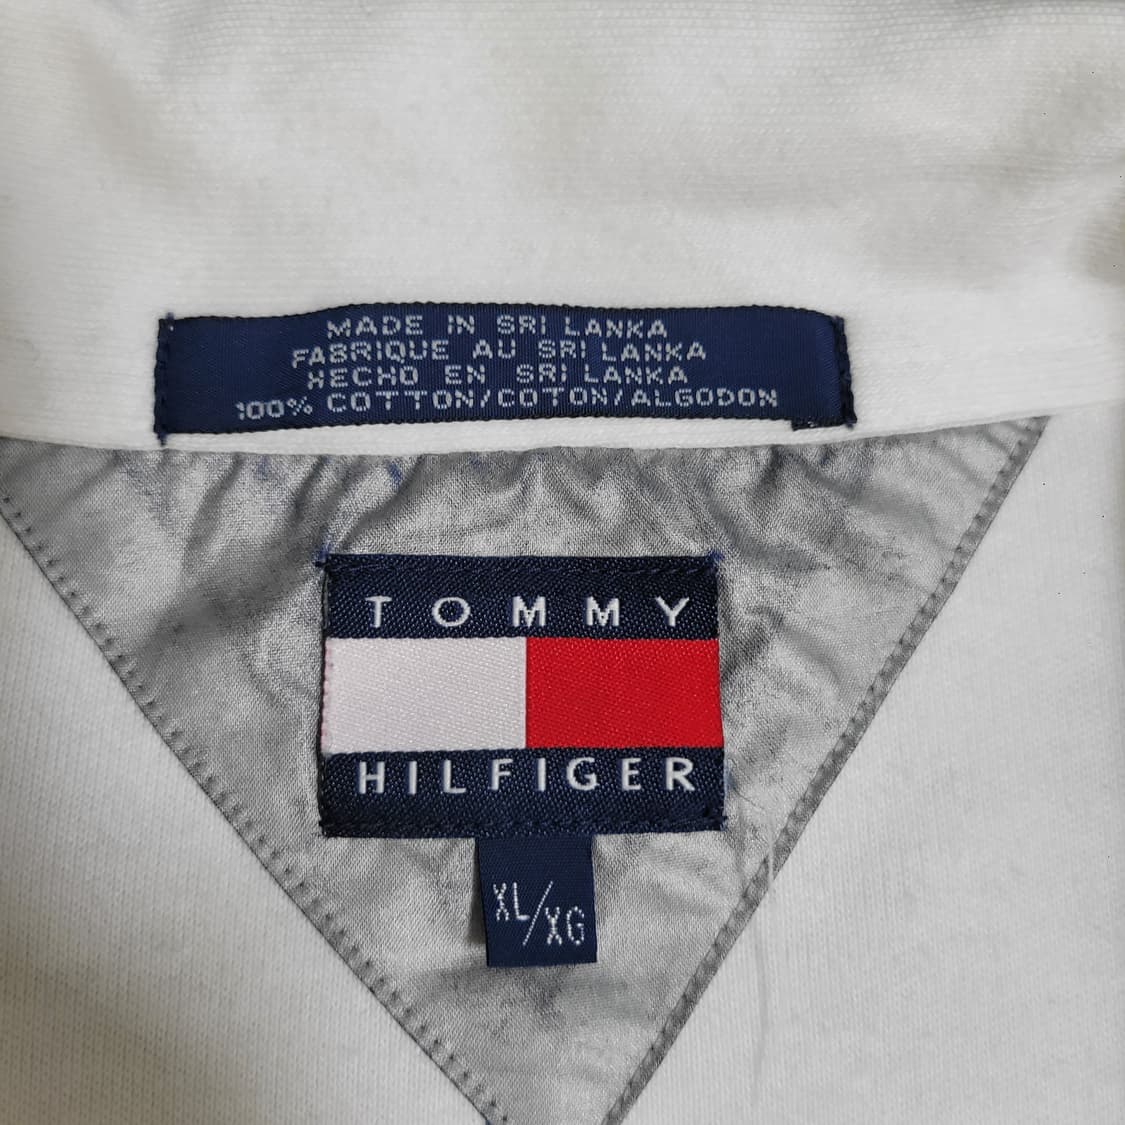 MADE IN SRI LANKA
FABRIQUE AU SRI LANKA
HECHO EN SRI LANKA
100% COTTON/COTON/ALGODON
TOMMY
HILFIGER
XL/XG